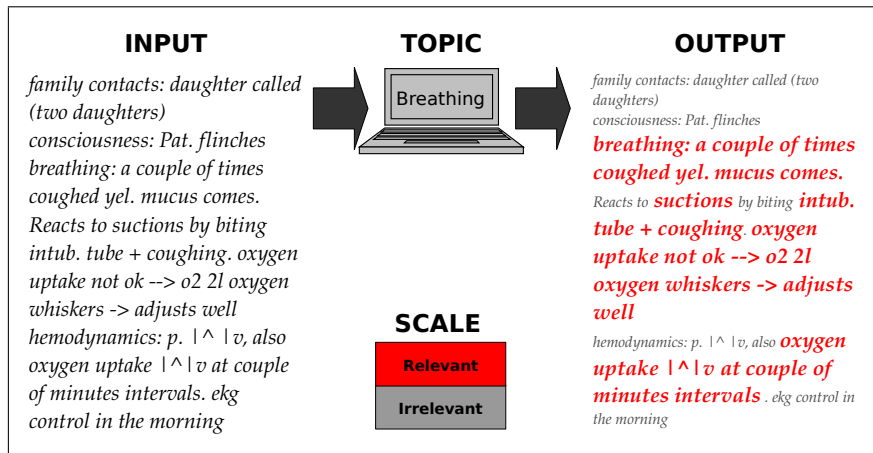 INPUT
family contacts: daughter called
(two daughters)
consciousness: Pat. flinches
breathing: a couple of times
coughed yel. mucus comes.
Reacts to suctions by biting
intub. tube + coughing. oxygen
uptake not ok --> o2 2l oxygen
whiskers -> adjusts well
hemodynamics: p. |^ |v, also
oxygen uptake |^|v at couple
of minutes intervals. ekg
control in the morning
TOPIC
Breathing
SCALE
Relevant
Irrelevant
OUTPUT
family contacts: daughter called (two
daughters)
consciousness: Pat. flinches
breathing: a couple of times
coughed yel. mucus comes.
Reacts to suctions by biting intub.
tube + coughing. oxygen
uptake not ok --> o2 2l
oxygen whiskers -> adjusts
well
hemodynamics: p. |^ |v, also oxygen
uptake |^|v at couple of
minutes intervals . ekg control in
the morning